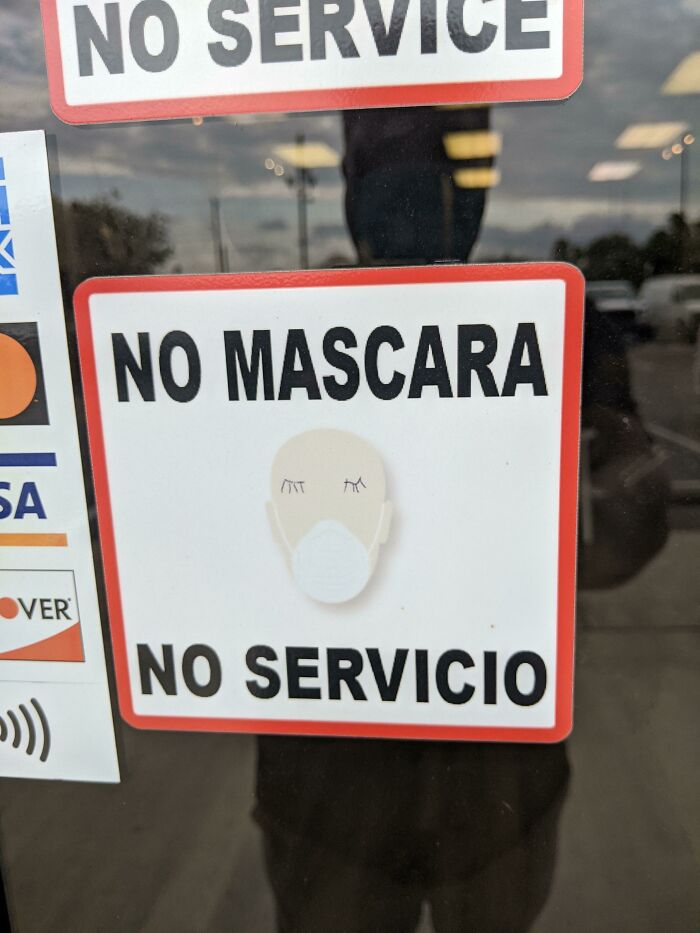 NO SERVICE
NO MASCARA
NO SERVICIO
SA
OVER